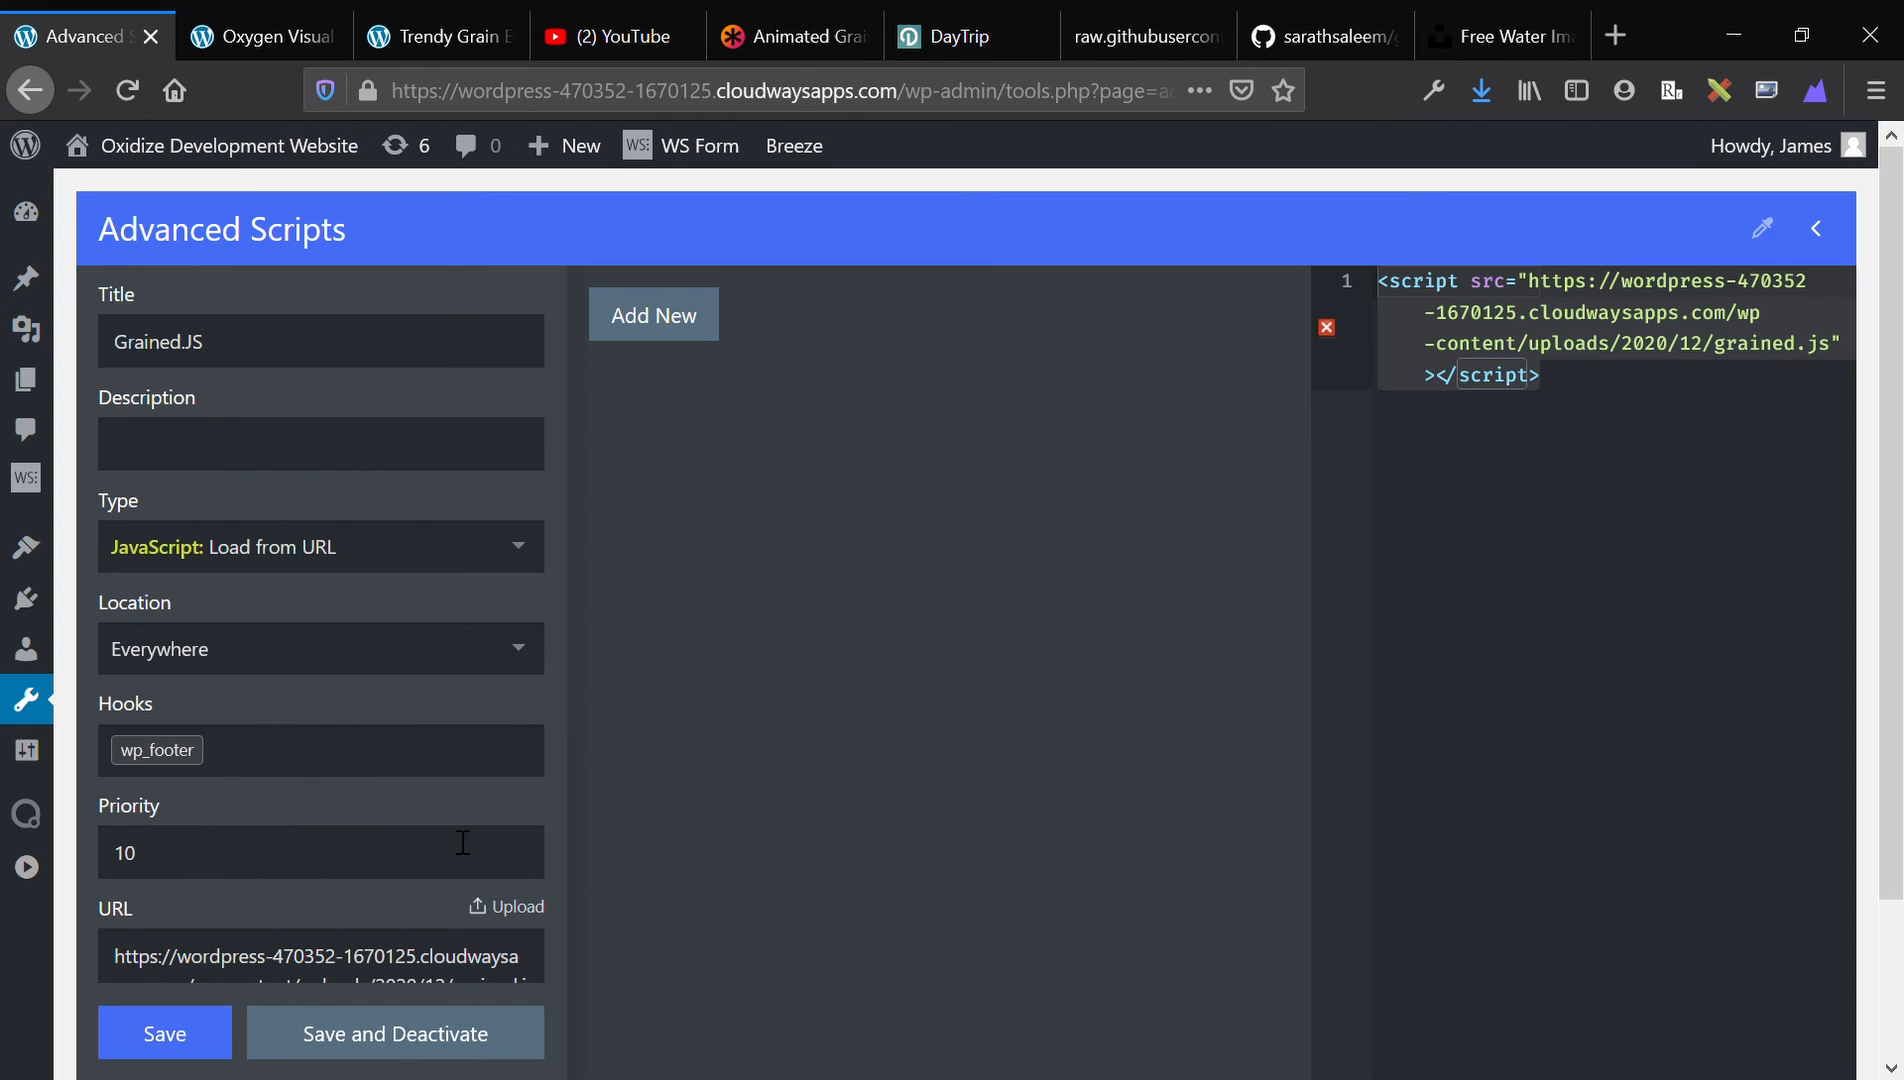 Advanced S
Oxygen Visual
Trendy Grain E
(2) YouTube
Animated Grai
DayTrip
raw.githubusercon
sarathsaleem/g
Free Water Im
https://wordpress-470352-1670125.cloudwaysapps.com/wp-admin/tools.php?page=ac
Oxidize Development Website
6
0
New
WS Form
Breeze
Howdy, James
Advanced Scripts
Title
Grained.JS
Description
Type
JavaScript: Load from URL
Location
Everywhere
Hooks
wp_footer
Priority
10
URL
Upload
https://wordpress-470352-1670125.cloudwaysa
Save
Save and Deactivate
Add New
1
<script src="https://wordpress-470352
-1670125.cloudwaysapps.com/wp
-content/uploads/2020/12/grained.js"
></script>